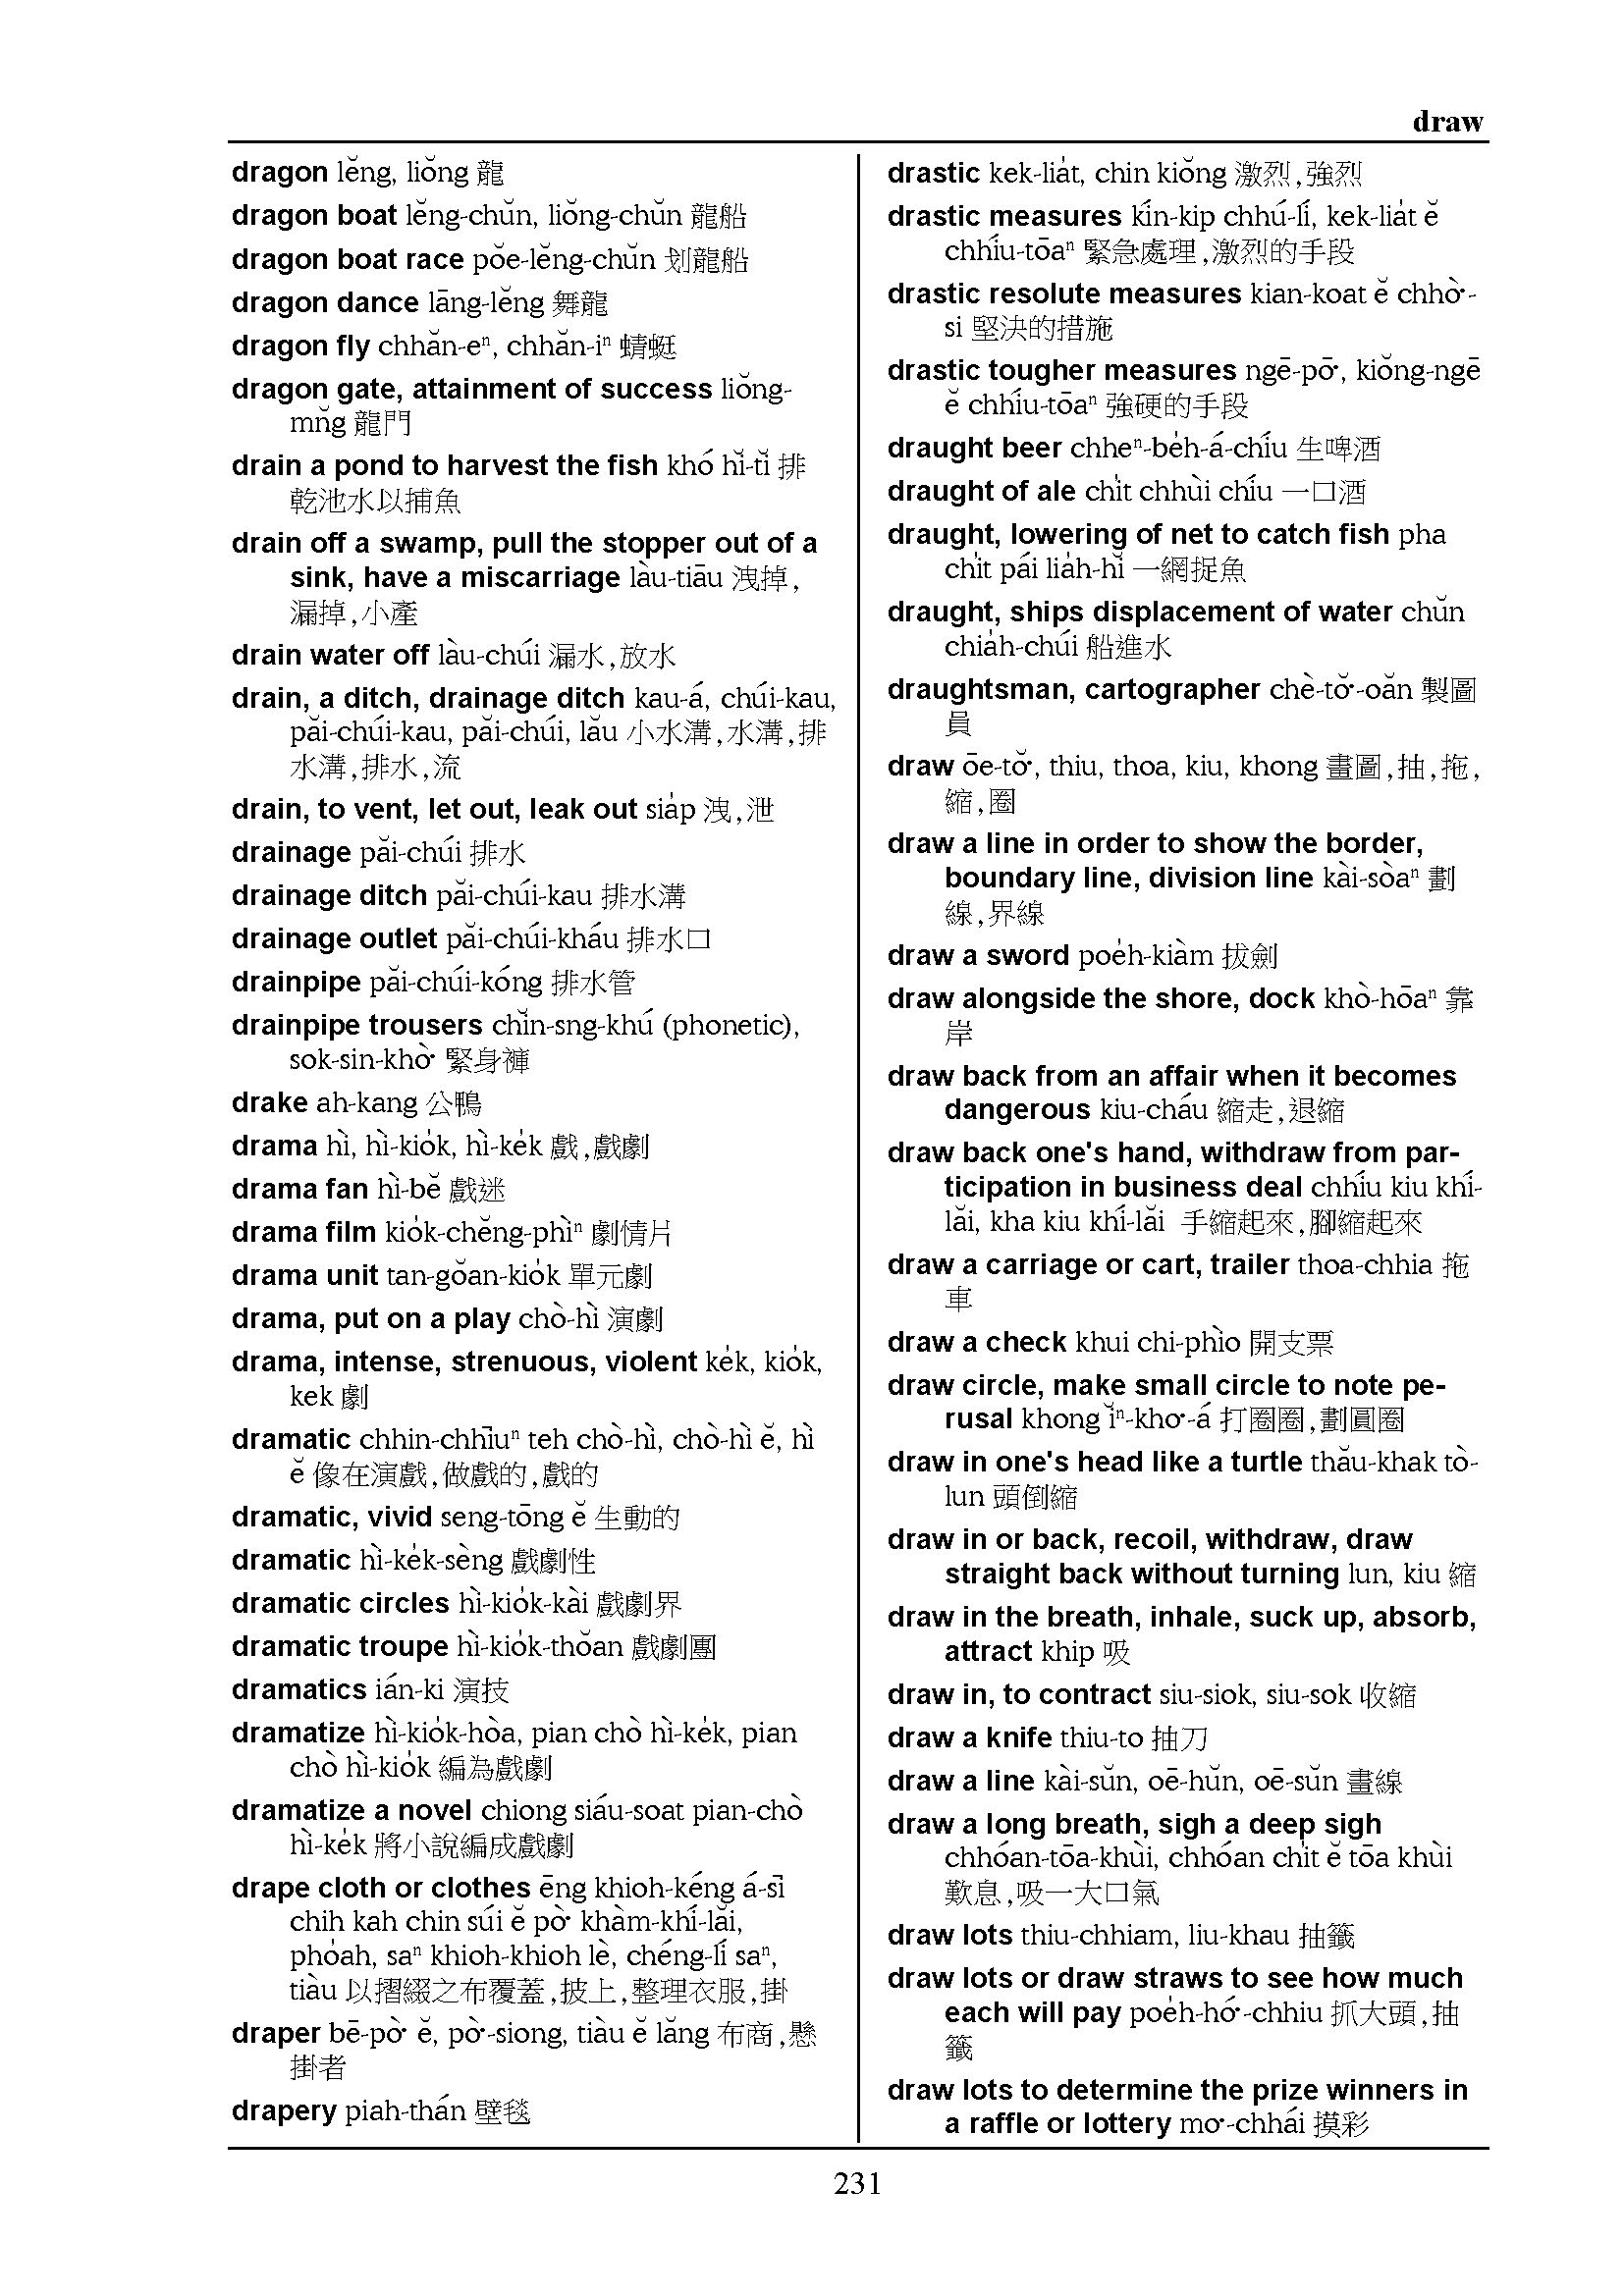 draw
dragon lĕng, liŏng 龍
dragon boat lĕng-chŭn, liŏng-chŭn 龍船
dragon boat race pŏe-lĕng-chŭn 划龍船
dragon dance lāng-lĕng 舞龍
dragon fly chhăn-eⁿ, chhăn-iⁿ 蜻蜓
dragon gate, attainment of success liŏng-
mn̆g 龍門
drain a pond to harvest the fish khó hĭ-tĭ 排
乾池水以捕魚
drain off a swamp, pull the stopper out of a
sink, have a miscarriage làu-tiāu 洩掉,
漏掉,小產
drain water off làu-chúi 漏水,放水
drain, a ditch, drainage ditch kau-á, chúi-kau,
păi-chúi-kau, păi-chúi, lău 小水溝,水溝,排
水溝,排水,流
drain, to vent, let out, leak out sia̍p 洩,泄
drainage păi-chúi 排水
drainage ditch păi-chúi-kau 排水溝
drainage outlet păi-chúi-kháu 排水口
drainpipe păi-chúi-kóng 排水管
drainpipe trousers chĭn-sng-khú (phonetic),
sok-sin-khò͘ 緊身褲
drake ah-kang 公鴨
drama hì, hì-kio̍k, hì-ke̍k 戲,戲劇
drama fan hì-bĕ 戲迷
drama film kio̍k-chĕng-phìⁿ 劇情片
drama unit tan-gŏan-kio̍k 單元劇
drama, put on a play chò-hì 演劇
drama, intense, strenuous, violent ke̍k, kio̍k,
kek 劇
dramatic chhin-chhīuⁿ teh chò-hì, chò-hì ĕ, hì
ĕ 像在演戲,做戲的,戲的
dramatic, vivid seng-tōng ĕ 生動的
dramatic hì-ke̍k-sèng 戲劇性
dramatic circles hì-kio̍k-kài 戲劇界
dramatic troupe hì-kio̍k-thŏan 戲劇團
dramatics ián-ki 演技
dramatize hì-kio̍k-hòa, pian chò hì-ke̍k, pian
chò hì-kio̍k 編為戲劇
dramatize a novel chiong siáu-soat pian-chò
hì-ke̍k 將小說編成戲劇
drape cloth or clothes ēng khioh-kéng á-sī
chih kah chin súi ĕ pò͘ khàm-khí-lăi,
pho̍ah, saⁿ khioh-khioh lè, chéng-lí saⁿ,
tiàu 以摺綴之布覆蓋,披上,整理衣服,掛
draper bē-pò͘ ĕ, pò͘-siong, tiàu ĕ lăng 布商,懸
掛者
drapery piah-thán 壁毯
drastic kek-lia̍t, chin kiŏng 激烈,強烈
drastic measures kín-kip chhú-lí, kek-lia̍t ĕ
chhíu-tōaⁿ 緊急處理,激烈的手段
drastic resolute measures kian-koat ĕ chhò͘-
si 堅決的措施
drastic tougher measures ngē-pō͘, kiŏng-ngē
ĕ chhíu-tōaⁿ 強硬的手段
draught beer chheⁿ-be̍h-á-chíu 生啤酒
draught of ale chi̍t chhùi chíu 一口酒
draught, lowering of net to catch fish pha
chi̍t pái lia̍h-hĭ 一網捉魚
draught, ships displacement of water chŭn
chia̍h-chúi 船進水
draughtsman, cartographer chè-tŏ͘-oăn 製圖
員
draw ōe-tŏ͘, thiu, thoa, kiu, khong 畫圖,抽,拖,
縮,圈
draw a line in order to show the border,
boundary line, division line kài-sòaⁿ 劃
線,界線
draw a sword poe̍h-kiàm 拔劍
draw alongside the shore, dock khò-hōaⁿ 靠
岸
draw back from an affair when it becomes
dangerous kiu-cháu 縮走,退縮
draw back one's hand, withdraw from par-
ticipation in business deal chhíu kiu khí-
lăi, kha kiu khí-lăi 手縮起來,腳縮起來
draw a carriage or cart, trailer thoa-chhia 拖
車
draw a check khui chi-phìo 開支票
draw circle, make small circle to note pe-
rusal khong ĭⁿ-kho͘-á 打圈圈,劃圓圈
draw in one's head like a turtle thău-khak tò-
lun 頭倒縮
draw in or back, recoil, withdraw, draw
straight back without turning lun, kiu 縮
draw in the breath, inhale, suck up, absorb,
attract khip 吸
draw in, to contract siu-siok, siu-sok 收縮
draw a knife thiu-to 抽刀
draw a line kài-sŭn, oē-hŭn, oē-sŭn 畫線
draw a long breath, sigh a deep sigh
chhóan-tōa-khùi, chhóan chi̍t ĕ tōa khùi
歎息,吸一大口氣
draw lots thiu-chhiam, liu-khau 抽籤
draw lots or draw straws to see how much
each will pay poe̍h-hó͘-chhiu 抓大頭,抽
籤
draw lots to determine the prize winners in
a raffle or lottery mo͘-chhái 摸彩
231